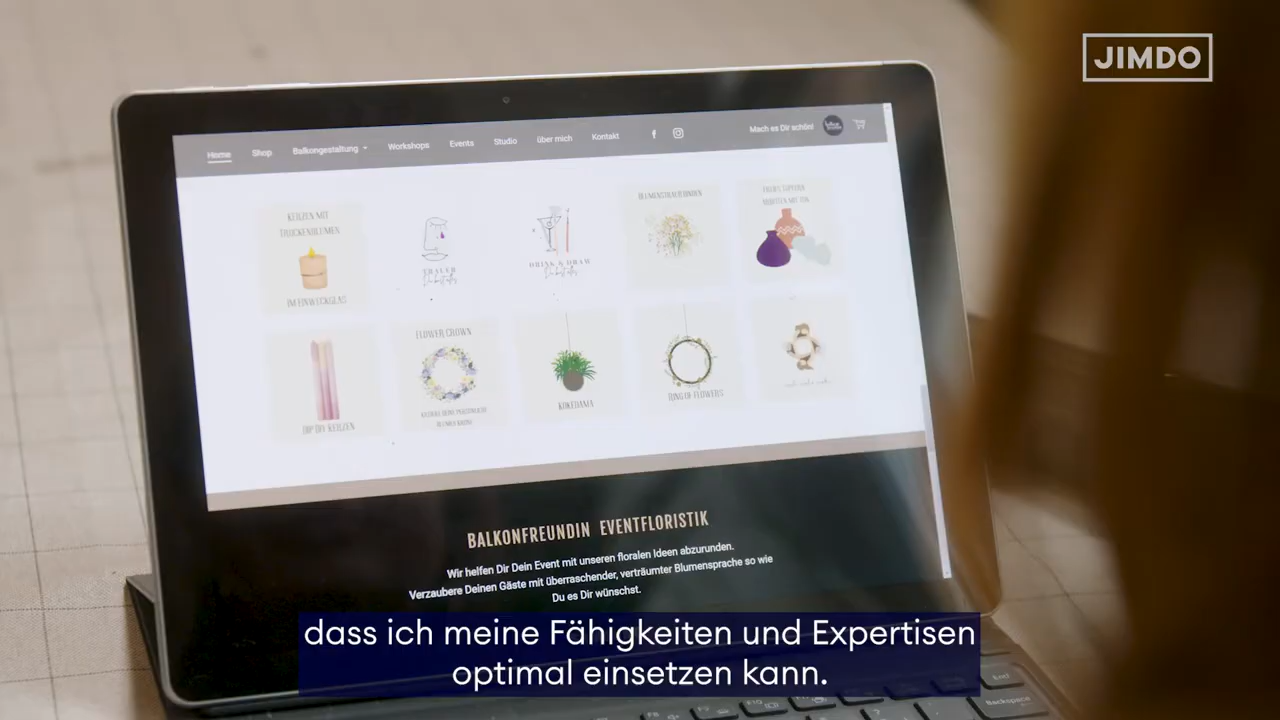 JIMDO
Home Shop Balkongestaltung Workshops Events Studio über mich Kontakt Mach es Dir schön!
KERZEN MIT
TROCKENBLUMEN
IM EINWECKGLAS
TRAUER
DRINK & DRAW
BLUMENSTRAUSSBINDEN
DIP DIY KERZEN
FLOWER CROWN
KOKEDAMA
RING OF FLOWERS
BALKONFREUNDIN EVENTFLORISTIK
Wir helfen Dir Dein Event mit unseren floralen Ideen abzurunden.
Verzaubere Deinen Gäste mit überraschender, verträumter Blumensprache so wie
Du es Dir wünschst.
dass ich meine Fähigkeiten und Expertisen
optimal einsetzen kann.
Backspace